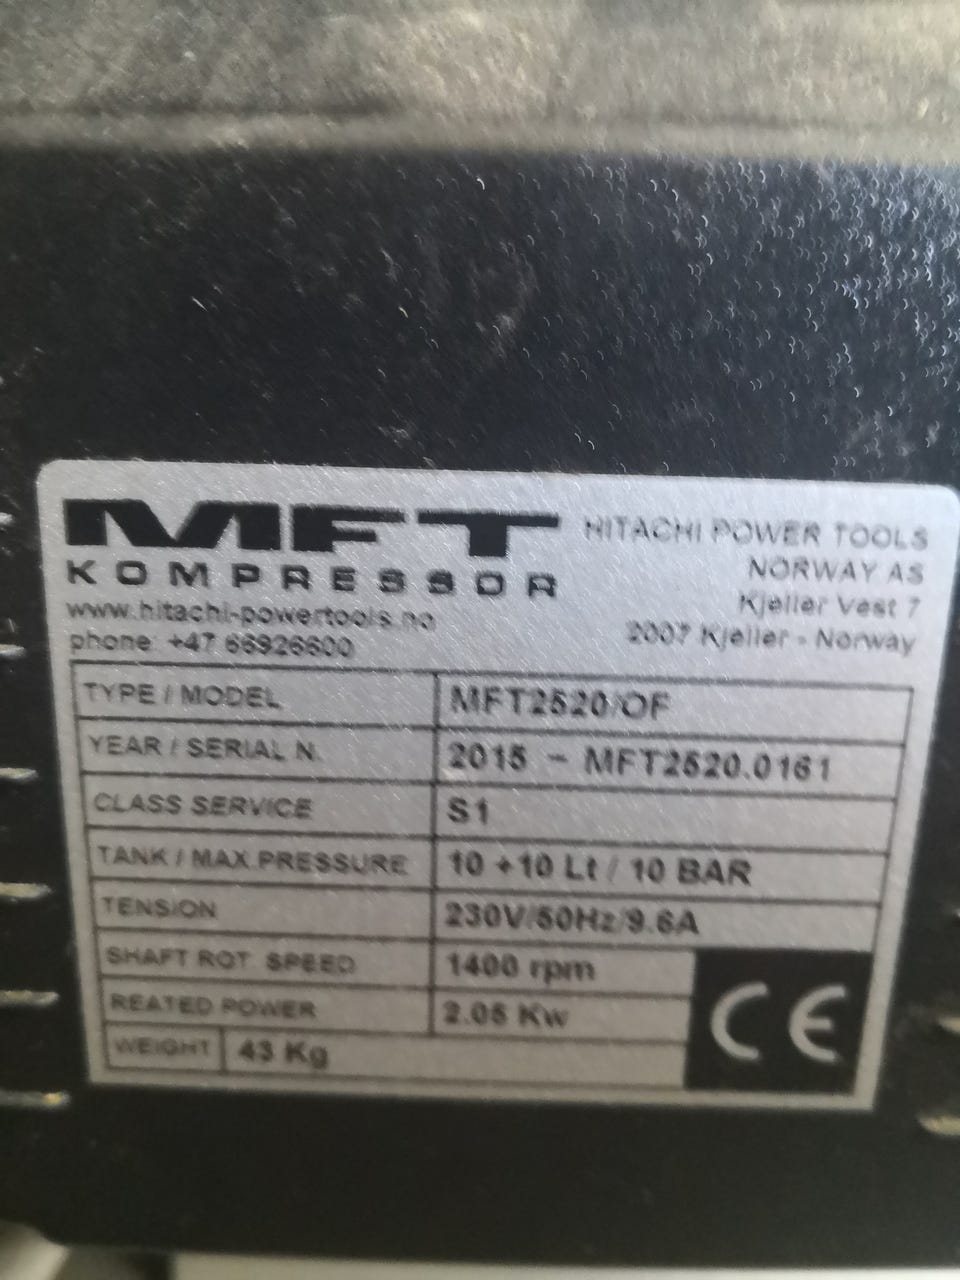 MFT
KOMPRESSOR
www.hitachi-powertools.no
phone: +47 66926600
HITACHI POWER TOOLS
NORWAY AS
Kjeller Vest 7
2007 Kjeller - Norway
TYPE / MODEL MFT2520/OF
YEAR / SERIAL N. 2015 - MFT2520.0161
CLASS SERVICE S1
TANK / MAX.PRESSURE 10 +10 Lt / 10 BAR
TENSION 230V/50Hz/9.6A
SHAFT ROT. SPEED 1400 rpm
REATED POWER 2.05 Kw
WEIGHT 43 Kg
CE